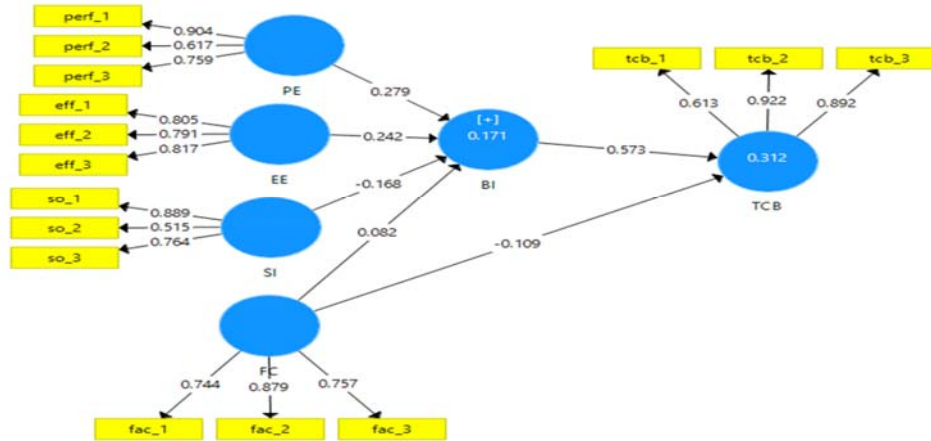 perf_1
0.904
perf_2
0.617
perf_3
0.759
PE
0.279
eff_1
0.805
eff_2
0.791
eff_3
0.817
EE
0.242
so_1
0.889
so_2
0.515
so_3
0.764
SI
-0.168
[+]
0.171
BI
0.573
tcb_1
tcb_2
tcb_3
0.613
0.922
0.892
0.312
TCB
0.082
-0.109
FC
0.744
0.879
0.757
fac_1
fac_2
fac_3